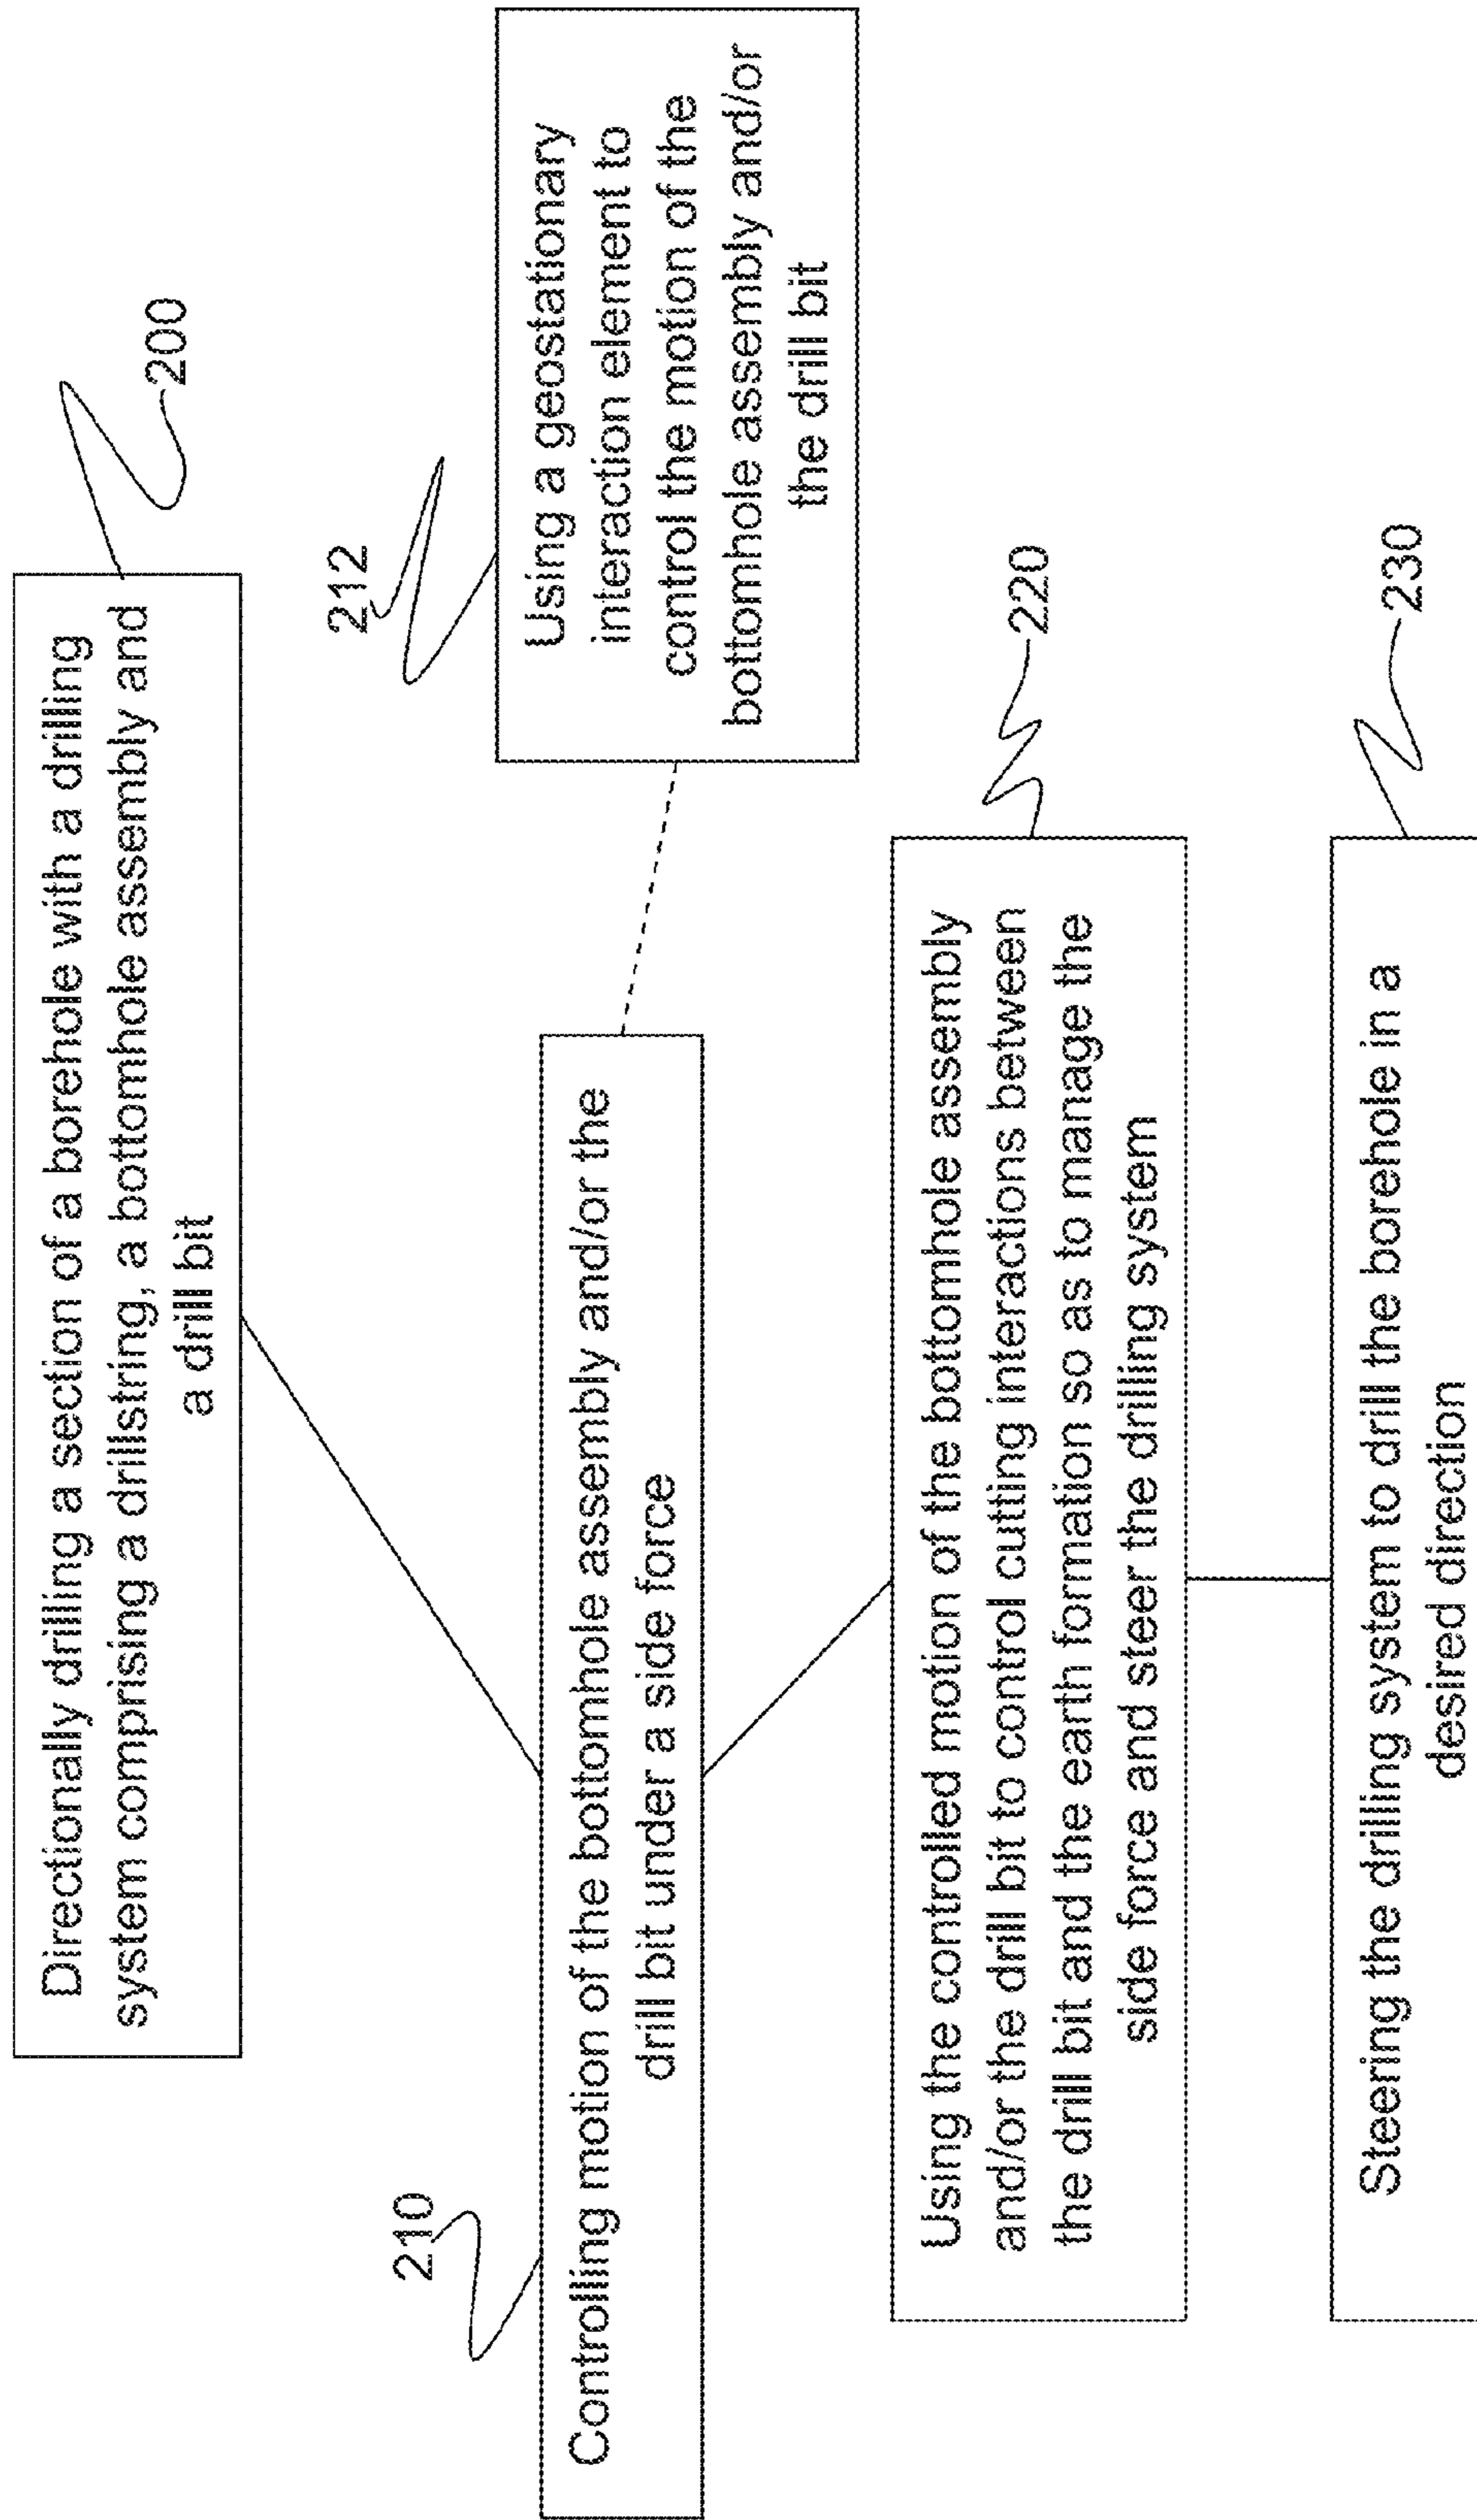 Directionally drilling a section of a borehole with a drilling
system comprising a drillstring, a bottomhole assembly and
a drill bit
200
210
Controlling motion of the bottomhole assembly and/or the
drill bit under a side force
212
Using a geostationary
interaction element to
control the motion of the
bottomhole assembly and/or
the drill bit
Using the controlled motion of the bottomhole assembly
and/or the drill bit to control cutting interactions between
the drill bit and the earth formation so as to manage the
side force and steer the drilling system
220
Steering the drilling system to drill the borehole in a
desired direction
230